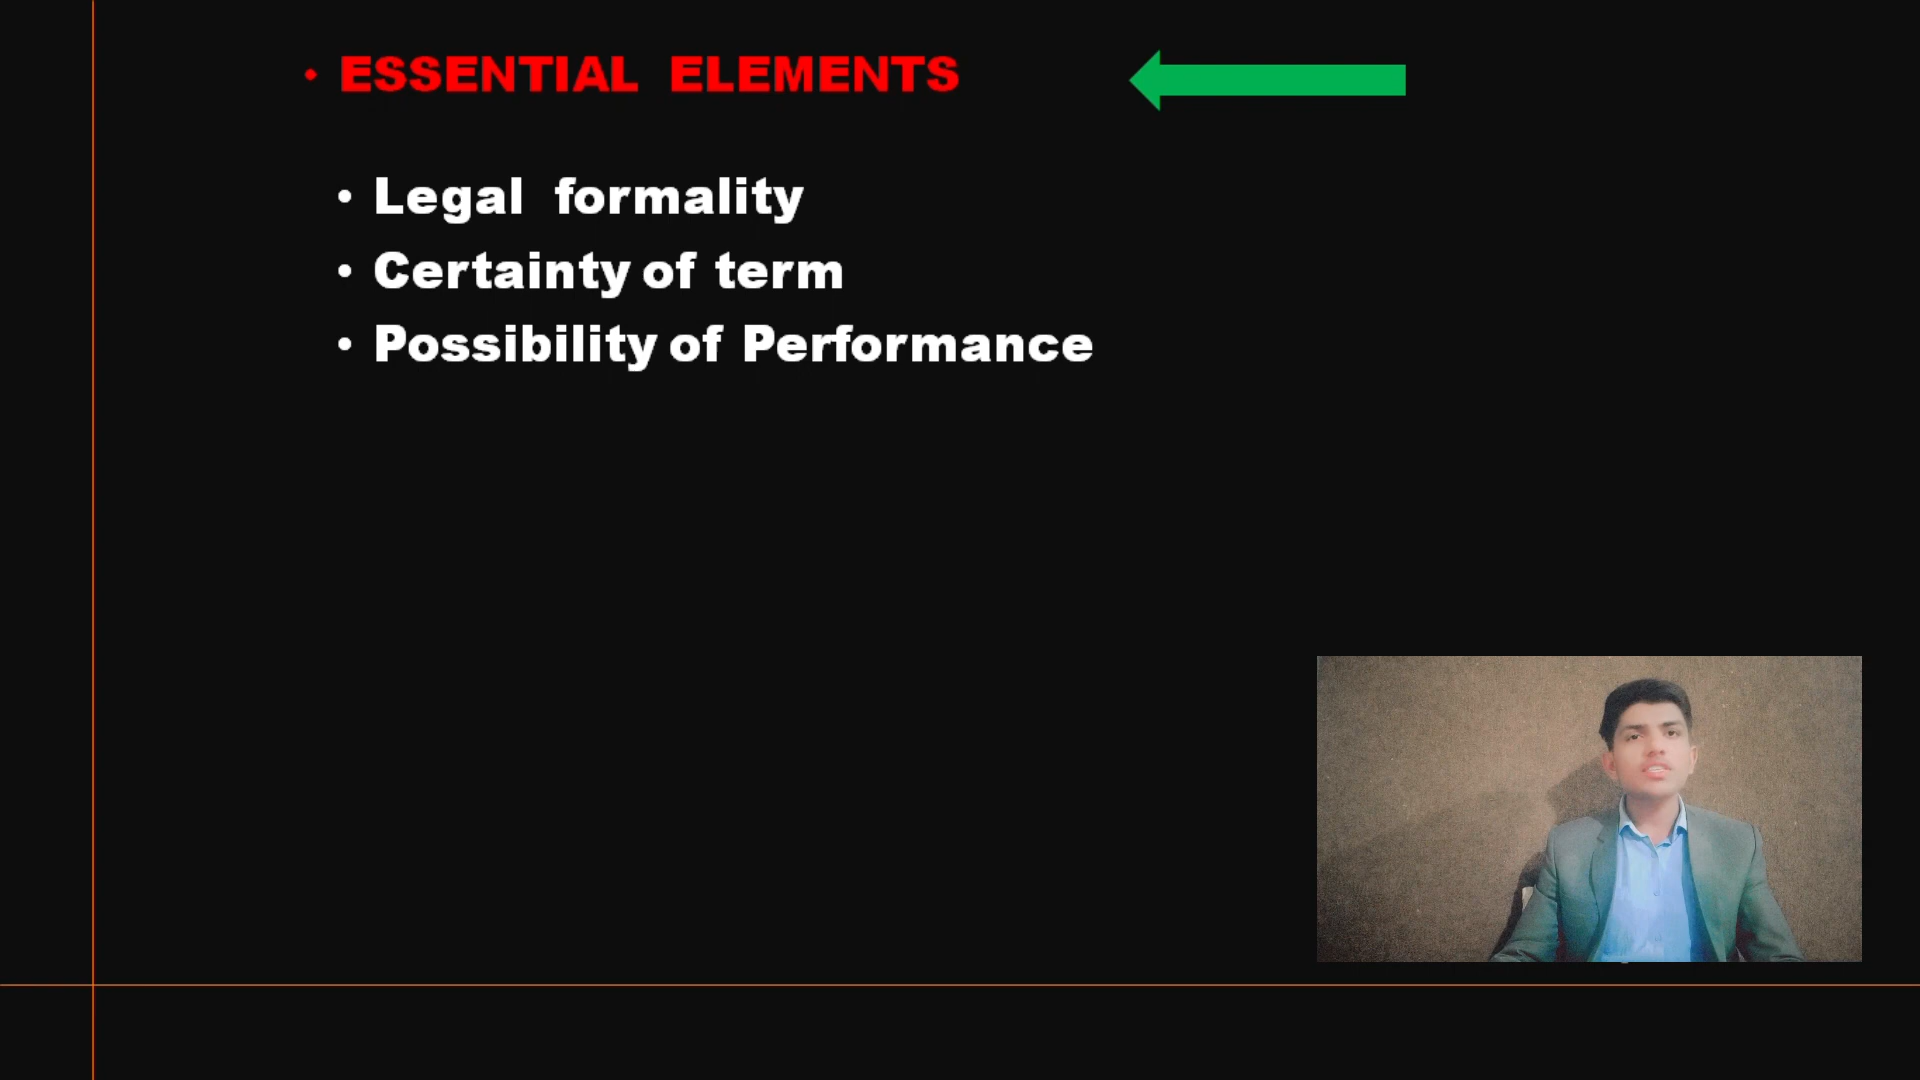 • ESSENTIAL ELEMENTS
• Legal formality
• Certainty of term
• Possibility of Performance